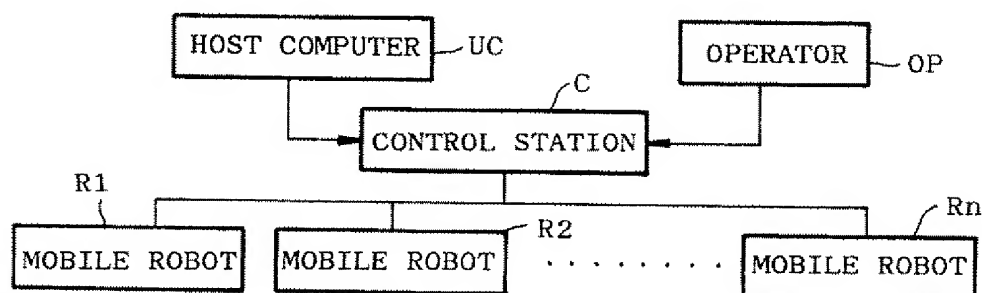 HOST COMPUTER UC
OPERATOR OP
C
CONTROL STATION
R1
R2
Rn
MOBILE ROBOT
MOBILE ROBOT
. . . . . . . .
MOBILE ROBOT